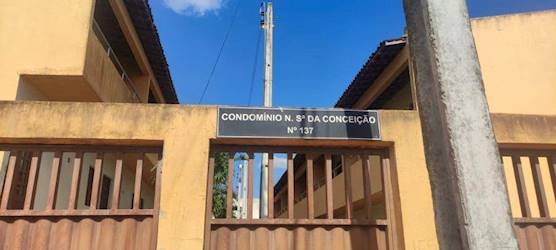 CONDOMÍNIO N. Sª DA CONCEIÇÃO
Nº 137